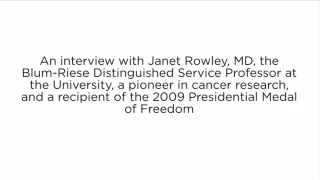 An interview with Janet Rowley, MD, the
Blum-Riese Distinguished Service Professor at
the University, a pioneer in cancer research,
and a recipient of the 2009 Presidential Medal
of Freedom